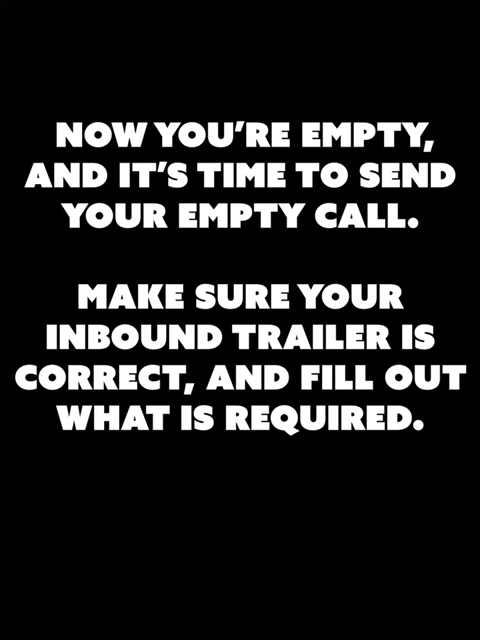 NOW YOU'RE EMPTY,
AND IT'S TIME TO SEND
YOUR EMPTY CALL.
MAKE SURE YOUR
INBOUND TRAILER IS
CORRECT, AND FILL OUT
WHAT IS REQUIRED.